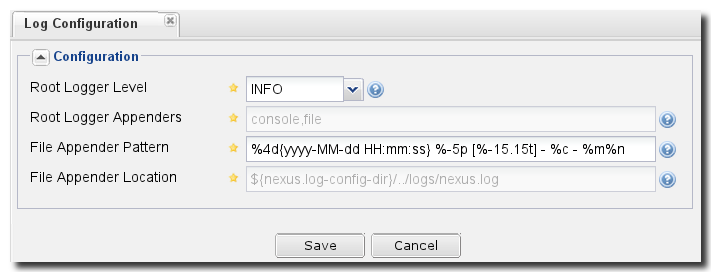 Log Configuration
Configuration
Root Logger Level INFO
Root Logger Appenders console,file
File Appender Pattern %4d{yyyy-MM-dd HH:mm:ss} %-5p [%-15.15t] - %c - %m%n
File Appender Location ${nexus.log-config-dir}/../logs/nexus.log
Save Cancel